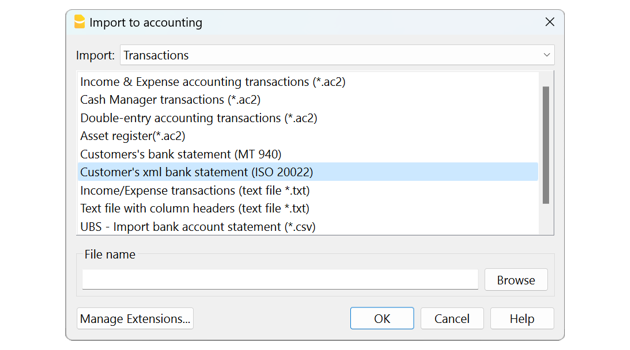 Import to accounting
Import: Transactions
Income & Expense accounting transactions (*.ac2)
Cash Manager transactions (*.ac2)
Double-entry accounting transactions (*.ac2)
Asset register(*.ac2)
Customers's bank statement (MT 940)
Customer's xml bank statement (ISO 20022)
Income/Expense transactions (text file *.txt)
Text file with column headers (text file *.txt)
UBS - Import bank account statement (*.csv)
File name
Browse
Manage Extensions... OK Cancel Help